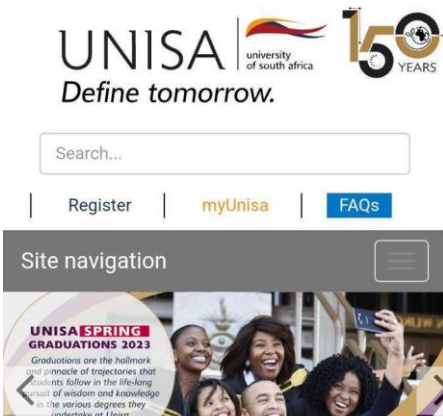 UNISA
university
of south africa
150
YEARS
Define tomorrow.
Search...
Register
myUnisa
FAQs
Site navigation
UNISA SPRING
GRADUATIONS 2023
Graduations are the hallmark
and pinnacle of trajectories that
students follow in the life-long
pursuit of wisdom and knowledge
in the various degrees they
undertake at Unisa